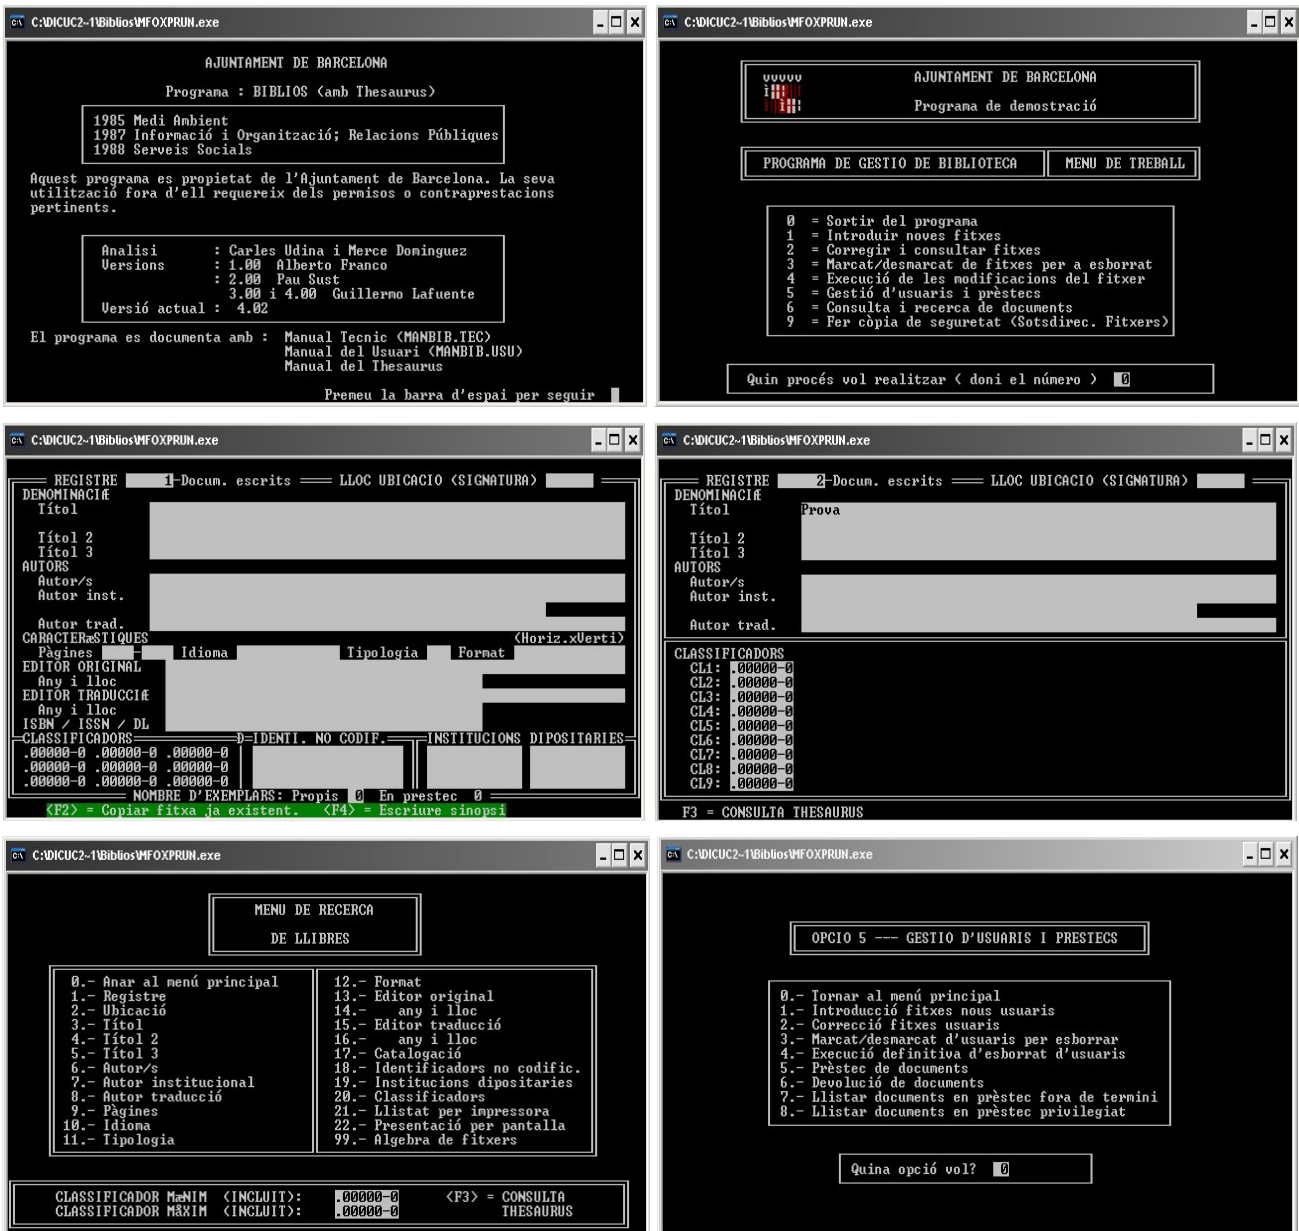 C:\DICUC2~1\Biblios\MFOXPRUN.exe
AJUNTAMENT DE BARCELONA
Programa : BIBLIOS (amb Thesaurus)
1985 Medi Ambient
1987 Informació i Organització; Relacions Públiques
1988 Serveis Socials
Aquest programa es propietat de l'Ajuntament de Barcelona. La seva
utilització fora d'ell requereix dels permisos o contraprestacions
pertinents.
Analisi : Carles Udina i Merce Dominguez
Versions : 1.00 Alberto Franco
: 2.00 Pau Sust
3.00 i 4.00 Guillermo Lafuente
Versió actual : 4.02
El programa es documenta amb : Manual Tecnic (MANBIB.TEC)
Manual del Usuari (MANBIB.USU)
Manual del Thesaurus
Premeu la barra d'espai per seguir
C:\DICUC2~1\Biblios\MFOXPRUN.exe
AJUNTAMENT DE BARCELONA
Programa de demostració
PROGRAMA DE GESTIO DE BIBLIOTECA MENU DE TREBALL
0 = Sortir del programa
1 = Introduir noves fitxes
2 = Corregir i consultar fitxes
3 = Marcat/desmarcat de fitxes per a esborrat
4 = Execució de les modificacions del fitxer
5 = Gestió d'usuaris i prèstecs
6 = Consulta i recerca de documents
9 = Fer còpia de seguretat (Sotsdirec. Fitxers)
Quin procés vol realitzar ( doni el número ) 0
C:\DICUC2~1\Biblios\MFOXPRUN.exe
REGISTRE 1-Docum. escrits LLOC UBICACIO (SIGNATURA)
DENOMINACIÆ
Títol
Títol 2
Títol 3
AUTORS
Autor/s
Autor inst.
Autor trad.
CARACTERæSTIQUES (Horiz.xVerti)
Pàgines - Idioma Tipologia Format
EDITOR ORIGINAL
Any i lloc
EDITOR TRADUCCIÆ
Any i lloc
ISBN / ISSN / DL
CLASSIFICADORS D=IDENTI. NO CODIF. INSTITUCIONS DIPOSITARIES
.00000-0 .00000-0 .00000-0
.00000-0 .00000-0 .00000-0
.00000-0 .00000-0 .00000-0
NOMBRE D'EXEMPLARS: Propis 0 En prestec 0
<F2> = Copiar fitxa ja existent. <F4> = Escriure sinopsi
C:\DICUC2~1\Biblios\MFOXPRUN.exe
REGISTRE 2-Docum. escrits LLOC UBICACIO (SIGNATURA)
DENOMINACIÆ
Títol Prova
Títol 2
Títol 3
AUTORS
Autor/s
Autor inst.
Autor trad.
CLASSIFICADORS
CL1: .00000-0
CL2: .00000-0
CL3: .00000-0
CL4: .00000-0
CL5: .00000-0
CL6: .00000-0
CL7: .00000-0
CL8: .00000-0
CL9: .00000-0
F3 = CONSULTA THESAURUS
C:\DICUC2~1\Biblios\MFOXPRUN.exe
MENU DE RECERCA
DE LLIBRES
0.- Anar al menú principal
1.- Registre
2.- Ubicació
3.- Títol
4.- Títol 2
5.- Títol 3
6.- Autor/s
7.- Autor institucional
8.- Autor traducció
9.- Pàgines
10.- Idioma
11.- Tipologia
12.- Format
13.- Editor original
14.- any i lloc
15.- Editor traducció
16.- any i lloc
17.- Catalogació
18.- Identificadors no codific.
19.- Institucions dipositaries
20.- Classificadors
21.- Llistat per impressora
22.- Presentació per pantalla
99.- Algebra de fitxers
CLASSIFICADOR MæNIM (INCLUIT): .00000-0 <F3> = CONSULTA
CLASSIFICADOR MÅXIM (INCLUIT): .00000-0 THESAURUS
C:\DICUC2~1\Biblios\MFOXPRUN.exe
OPCIO 5 --- GESTIO D'USUARIS I PRESTECS
0.- Tornar al menú principal
1.- Introducció fitxes nous usuaris
2.- Correcció fitxes usuaris
3.- Marcat/desmarcat d'usuaris per esborrar
4.- Execució definitiva d'esborrat d'usuaris
5.- Prèstec de documents
6.- Devolució de documents
7.- Llistar documents en prèstec fora de termini
8.- Llistar documents en prèstec privilegiat
Quina opció vol? 0